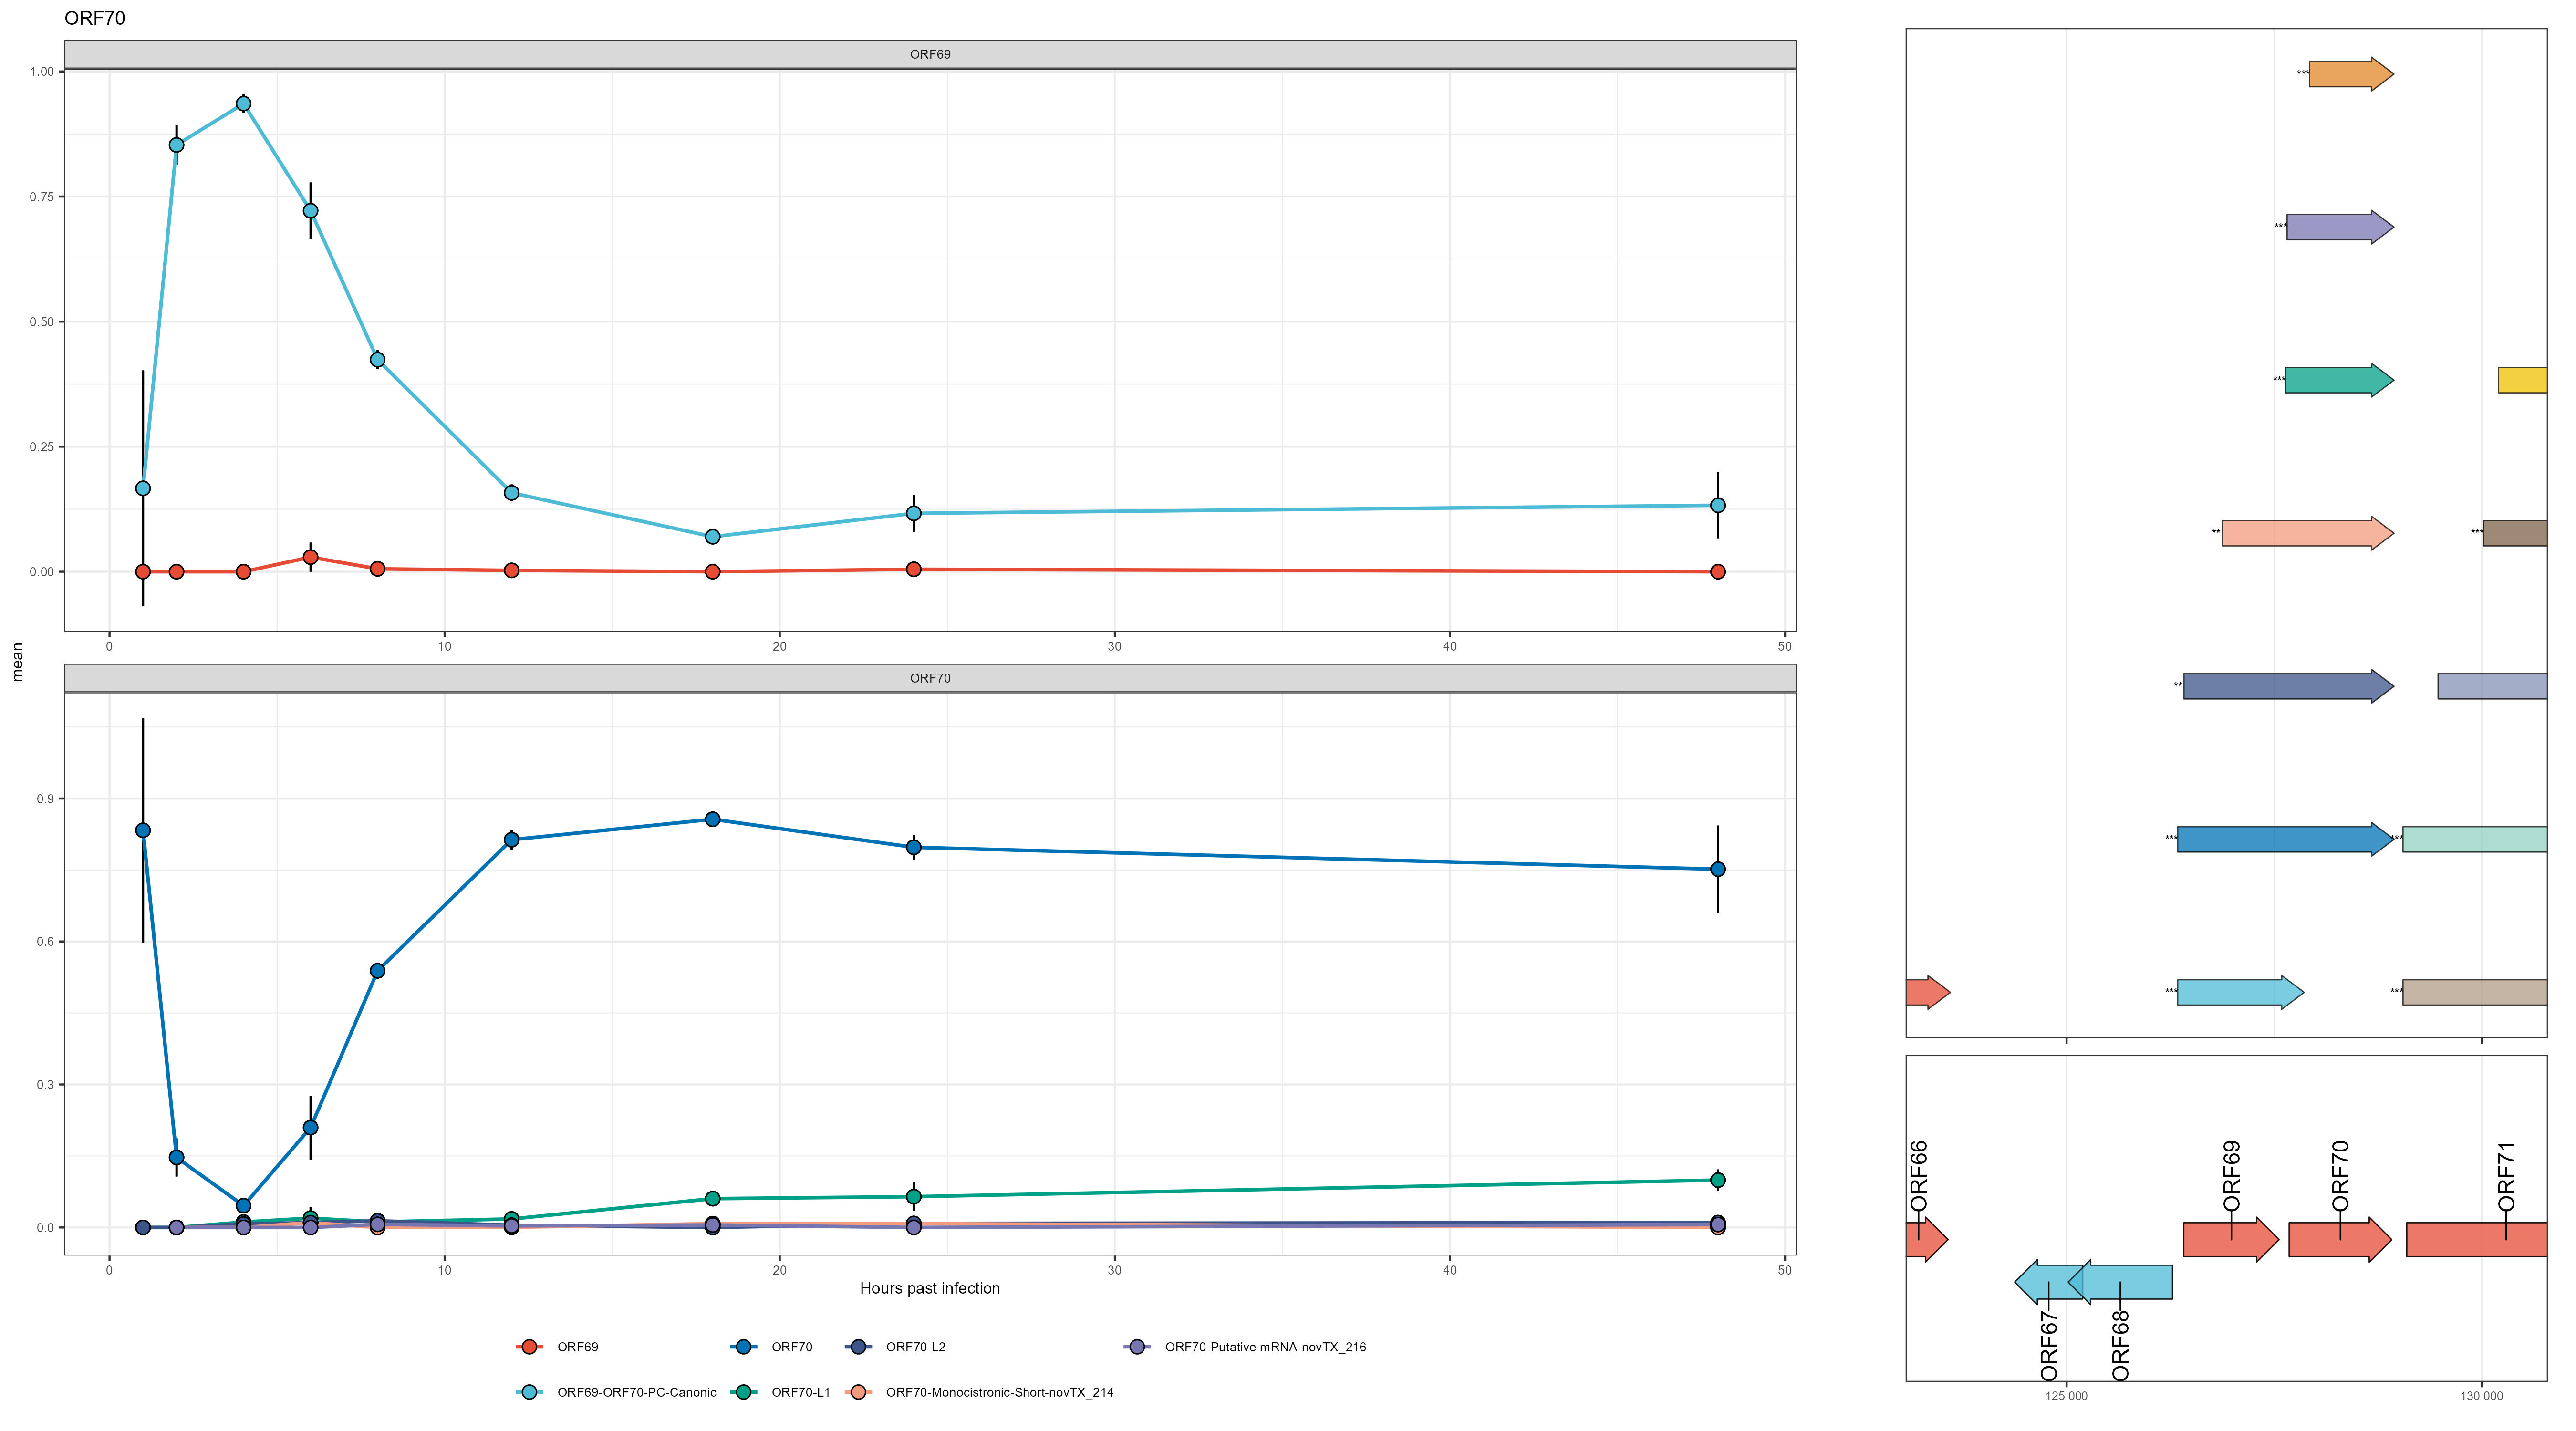 ORF70
ORF69
1.00
0.75
0.50
0.25
0.00
0
10
20
30
40
50
mean
ORF70
0.9
0.6
0.3
0.0
0
10
20
30
40
50
Hours past infection
ORF69
ORF70
ORF70-L2
ORF70-Putative mRNA-novTX_216
ORF69-ORF70-PC-Canonic
ORF70-L1
ORF70-Monocistronic-Short-novTX_214
***
***
***
**
***
**
***
***
***
***
ORF66
ORF69
ORF70
ORF71
ORF67
ORF68
125 000
130 000